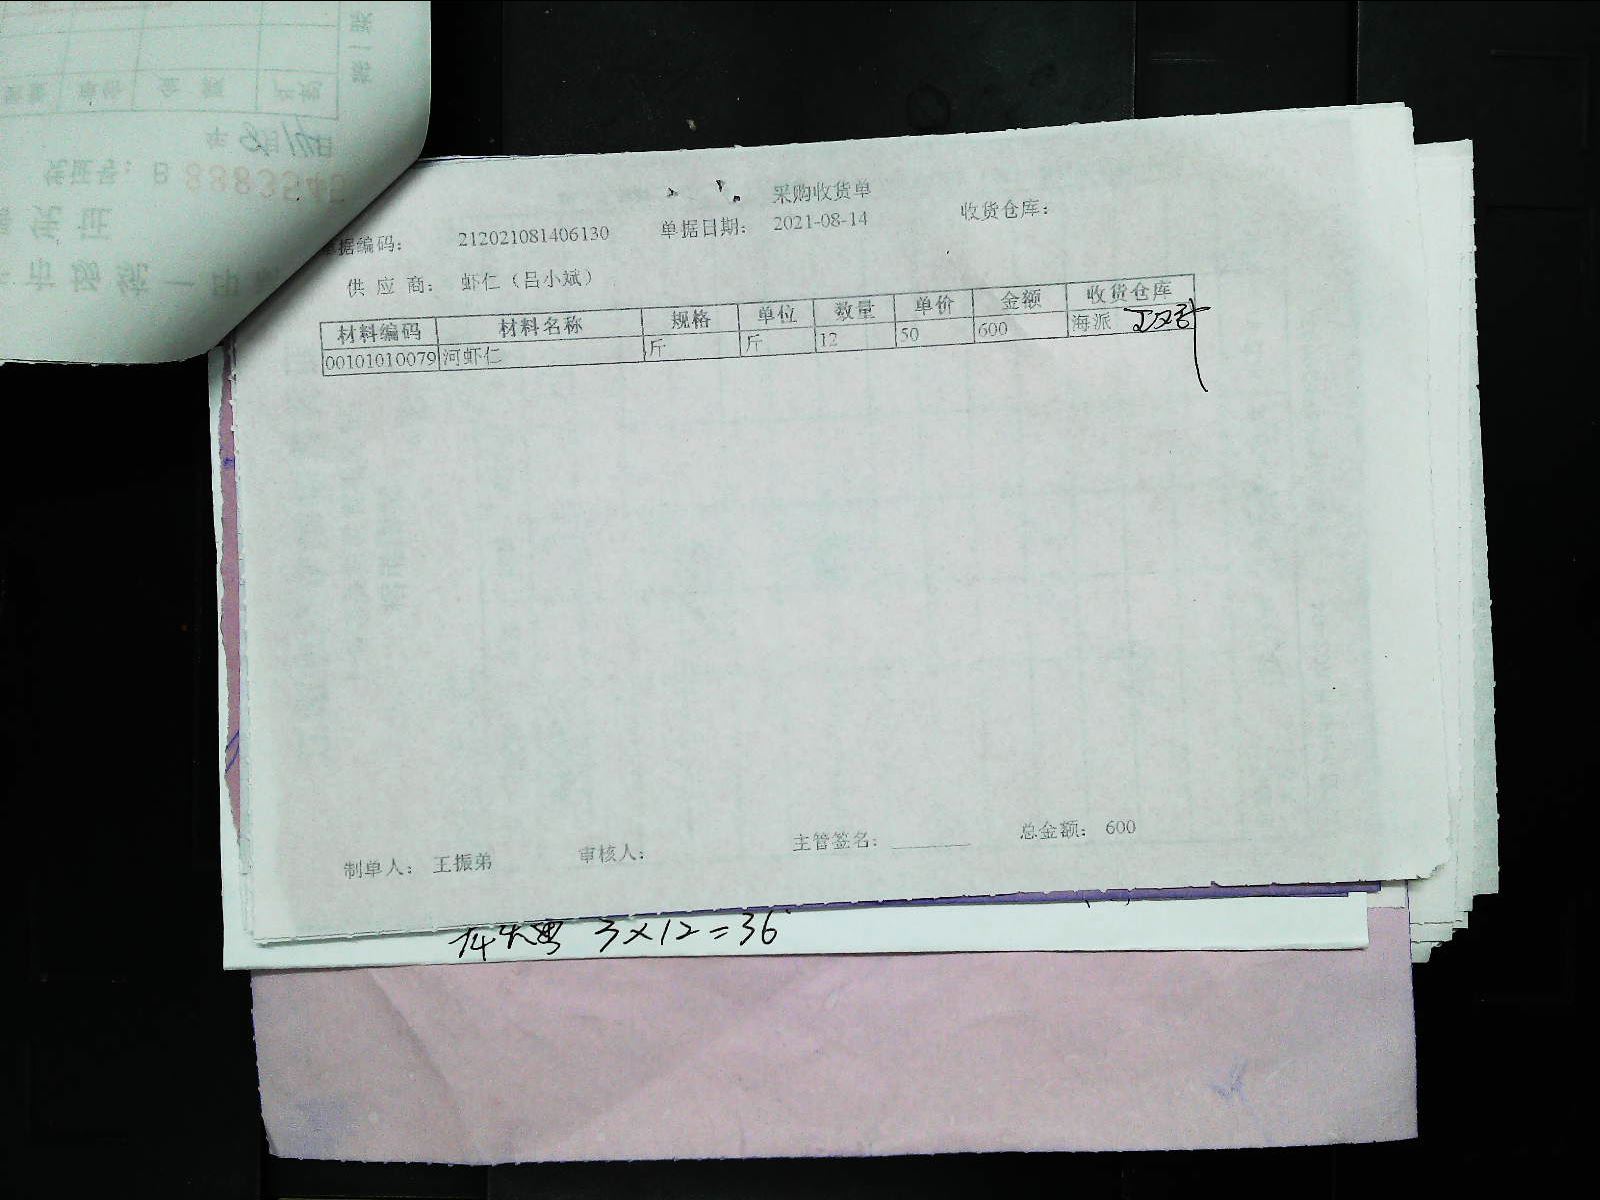 采购收货单
单据编码: 212021081406130 单据日期: 2021-08-14 收货仓库:
供 应 商: 虾仁(吕小斌)
材料编码 材料名称 规格 单位 数量 单价 金额 收货仓库
00101010079 河虾仁 斤 斤 12 50 600 海派
制单人: 王振弟 审核人: 主管签名: 总金额: 600
3×12=36